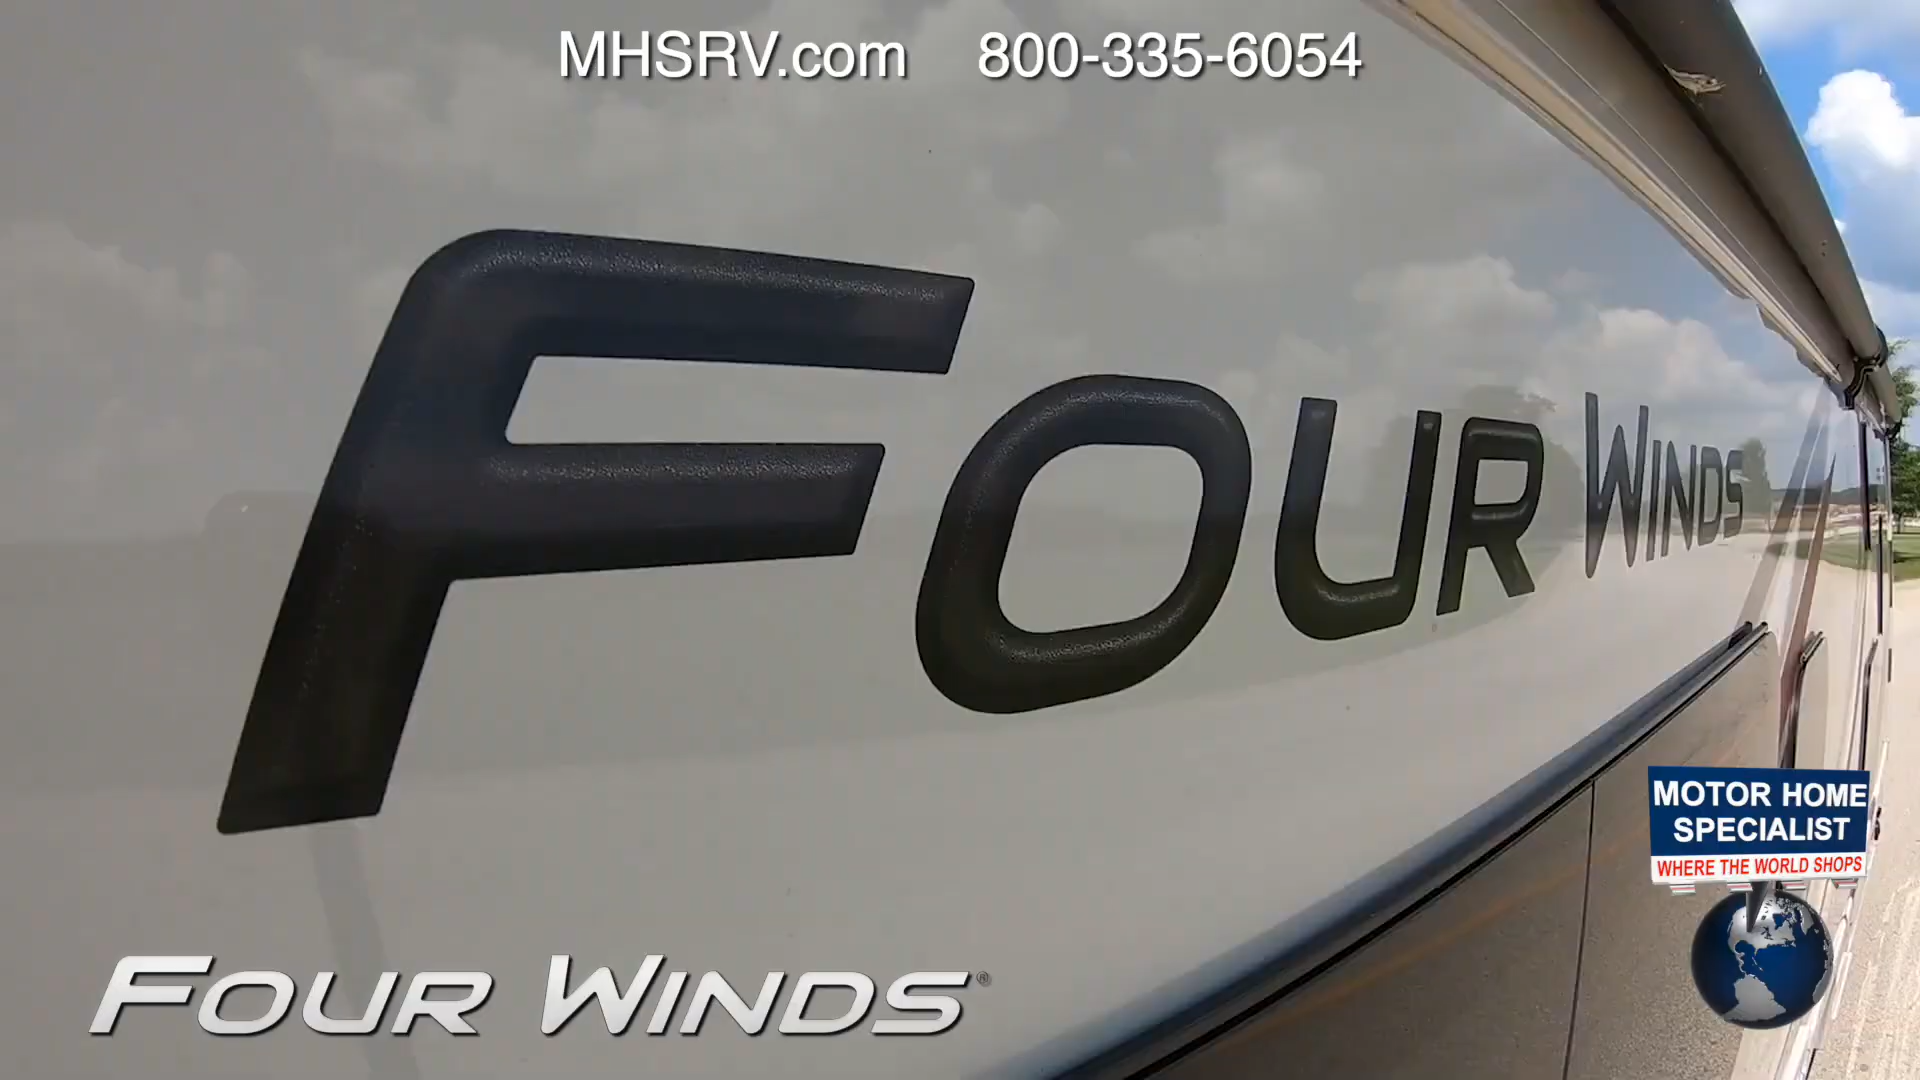 MHSRV.com 800-335-6054
FOUR WINDS
MOTOR HOME
SPECIALIST
WHERE THE WORLD SHOPS
FOUR WINDS®